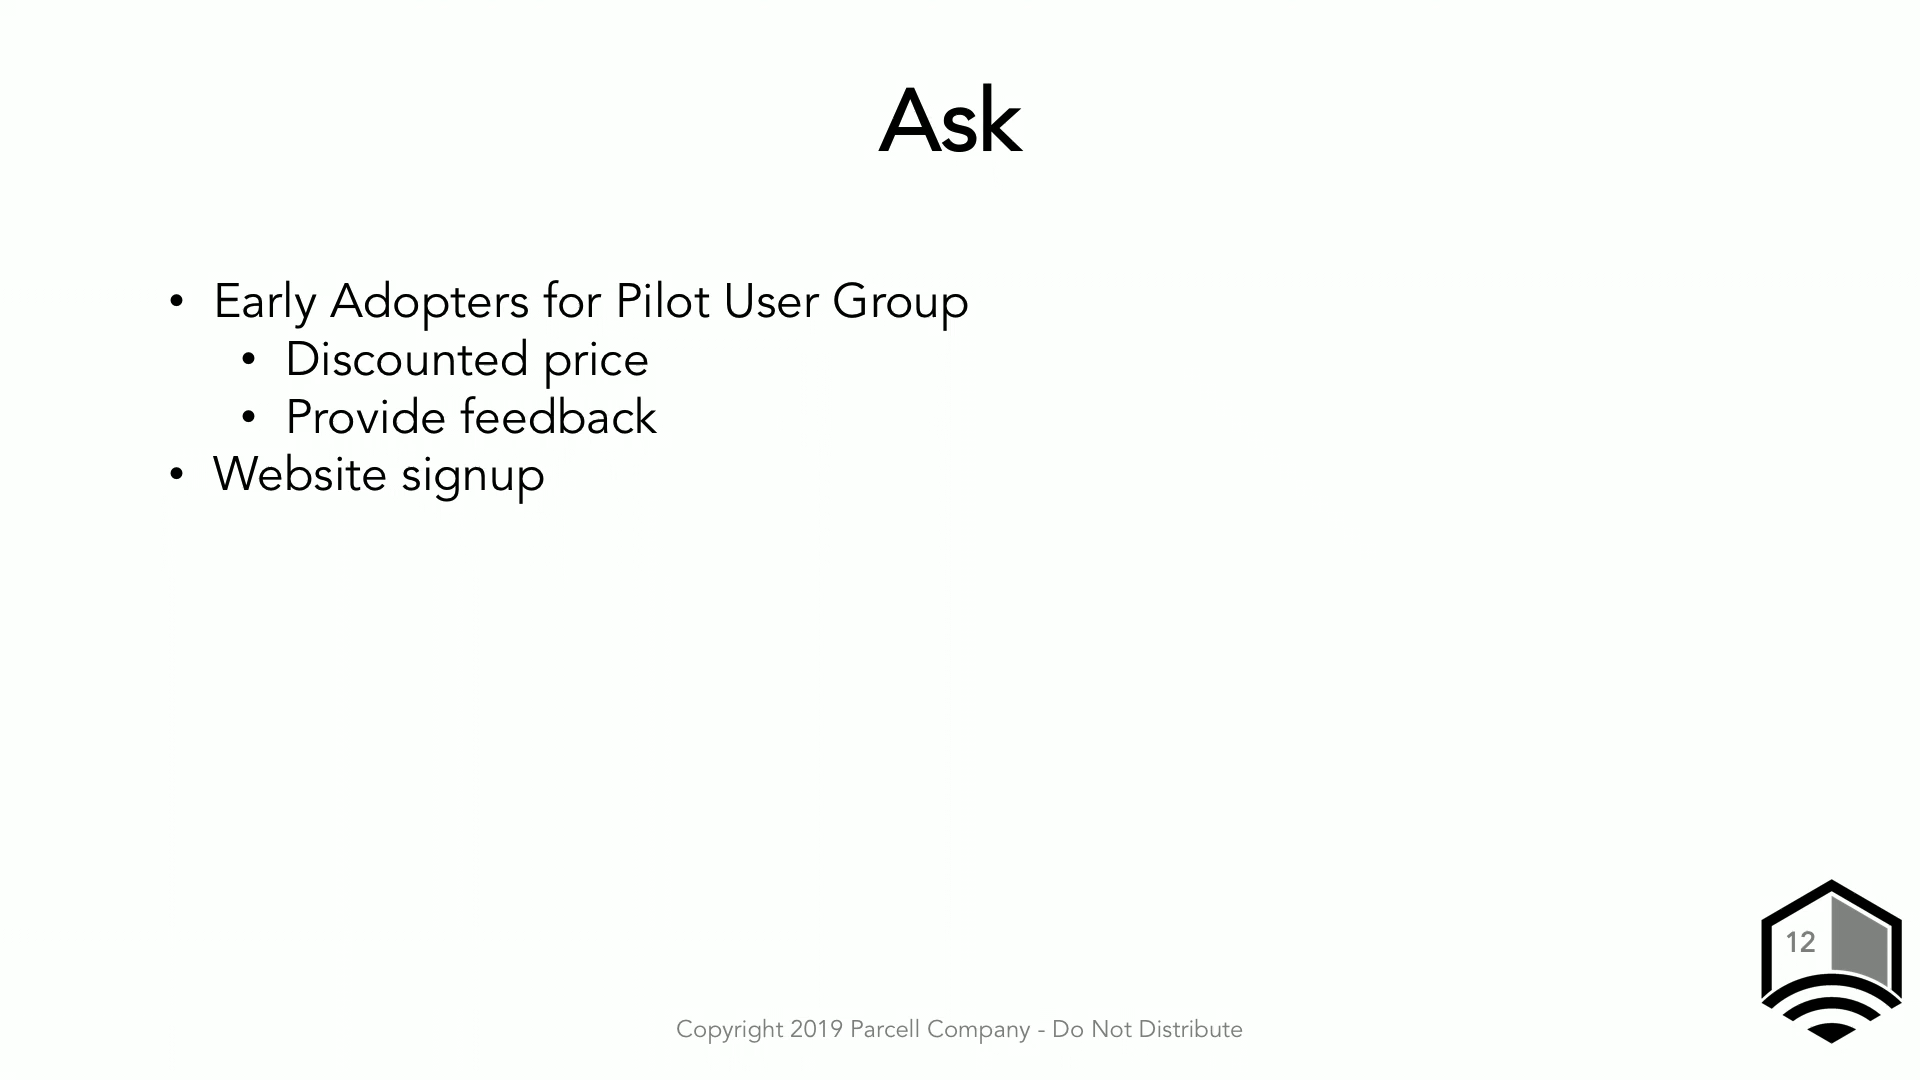 Ask
• Early Adopters for Pilot User Group
• Discounted price
• Provide feedback
• Website signup
12
Copyright 2019 Parcell Company - Do Not Distribute